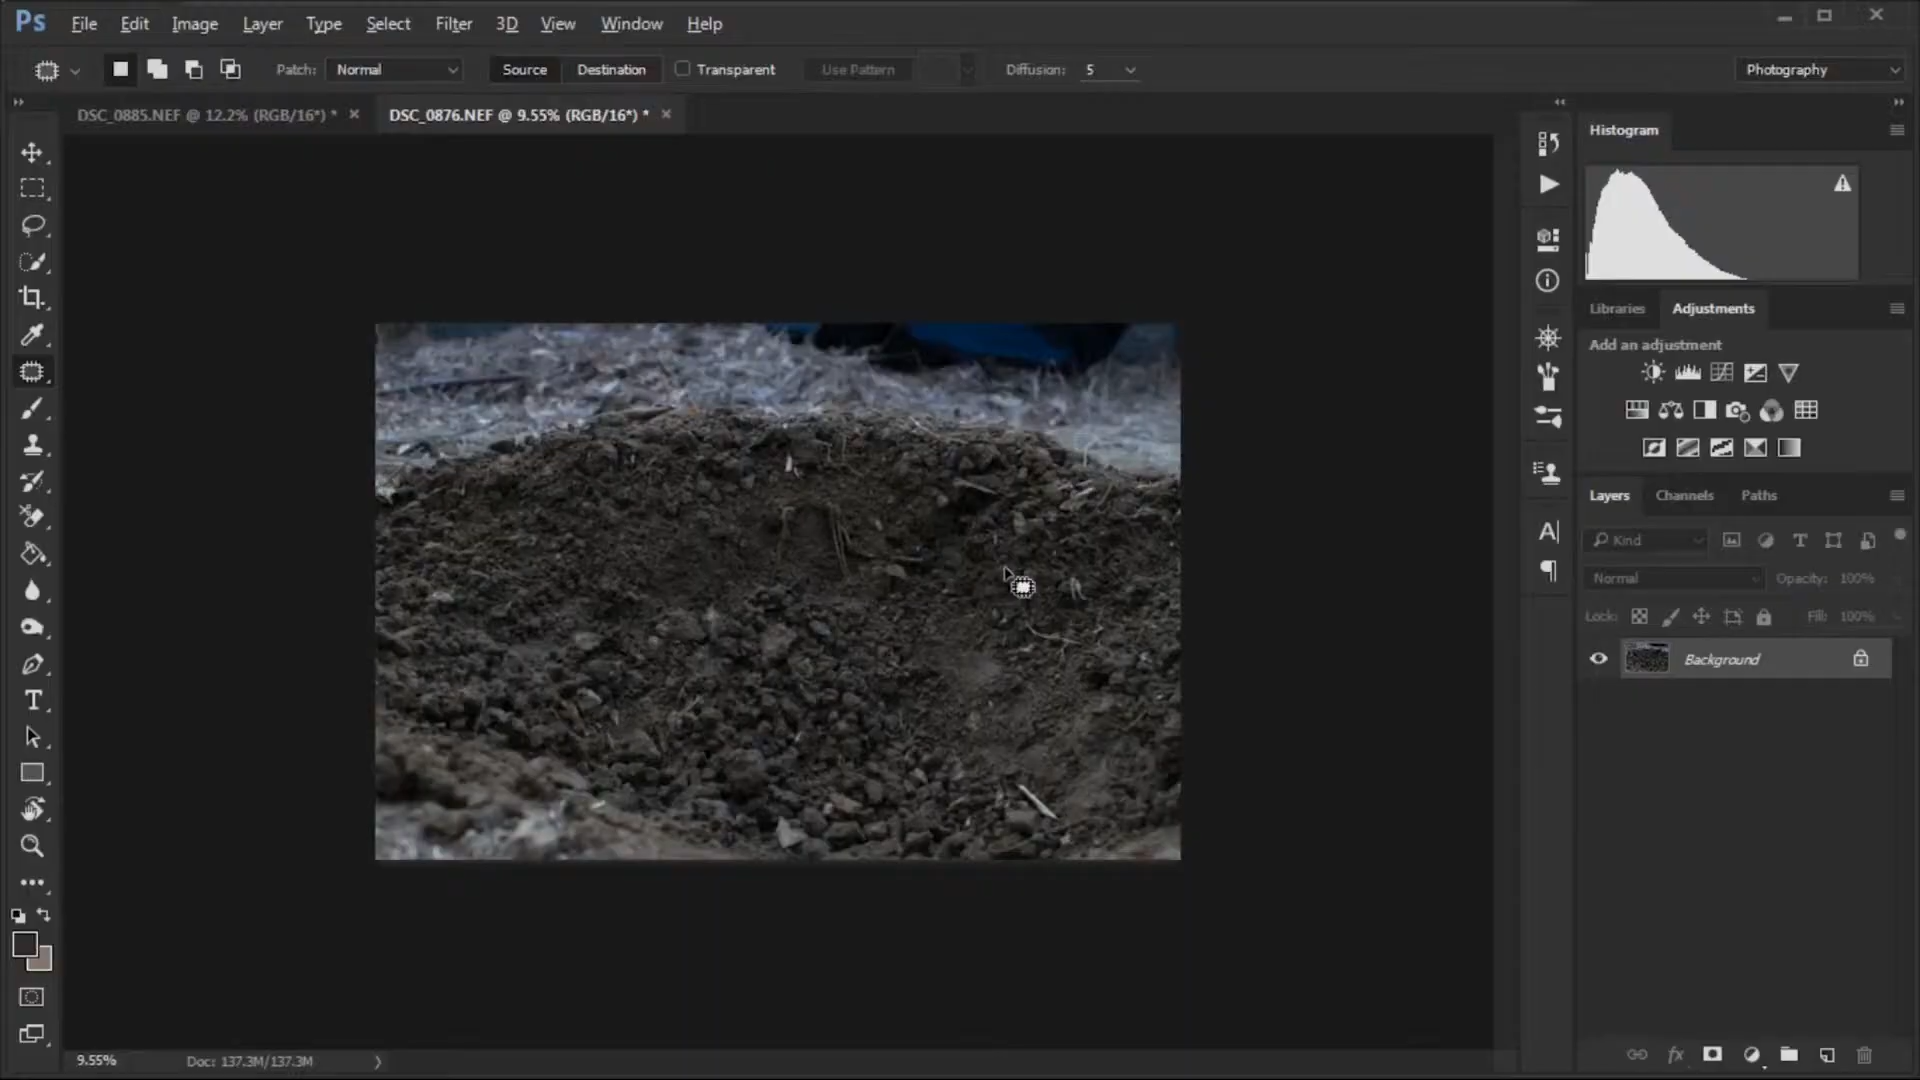 Ps File Edit Image Layer Type Select Filter 3D View Window Help
Patch: Normal Source Destination Transparent Use Pattern Diffusion: 5 Photography
DSC_0885.NEF @ 12.2% (RGB/16*) * DSC_0876.NEF @ 9.55% (RGB/16*) *
Histogram
Libraries Adjustments
Add an adjustment
Layers Channels Paths
Kind
Normal Opacity: 100%
Lock: Fill: 100%
Background
fx
9.55% Doc: 137.3M/137.3M